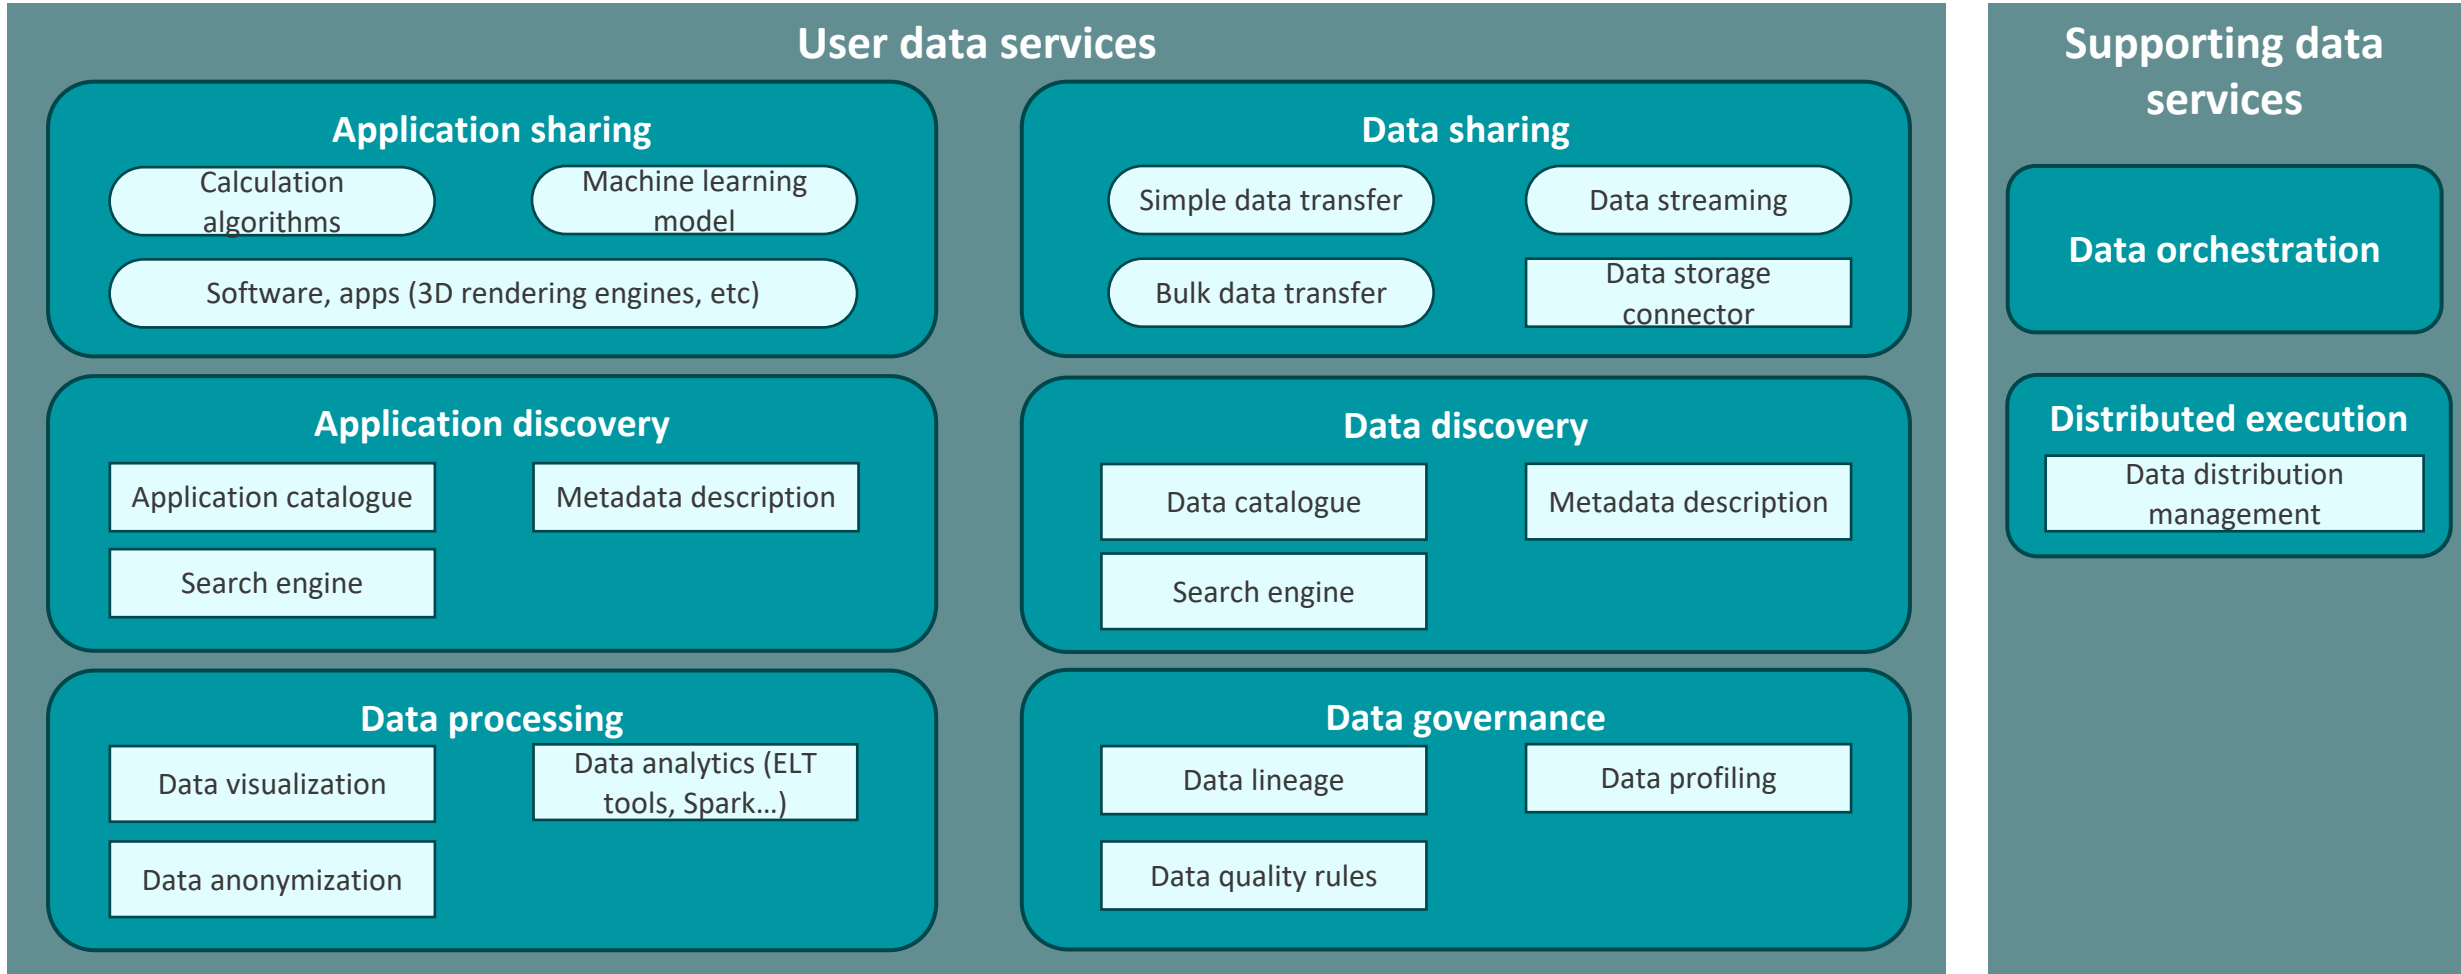 User data services
Application sharing
Calculation
algorithms
Machine learning
model
Software, apps (3D rendering engines, etc)
Data sharing
Simple data transfer
Data streaming
Bulk data transfer
Data storage
connector
Application discovery
Application catalogue
Metadata description
Search engine
Data discovery
Data catalogue
Metadata description
Search engine
Data processing
Data visualization
Data analytics (ELT
tools, Spark…)
Data anonymization
Data governance
Data lineage
Data profiling
Data quality rules
Supporting data
services
Data orchestration
Distributed execution
Data distribution
management